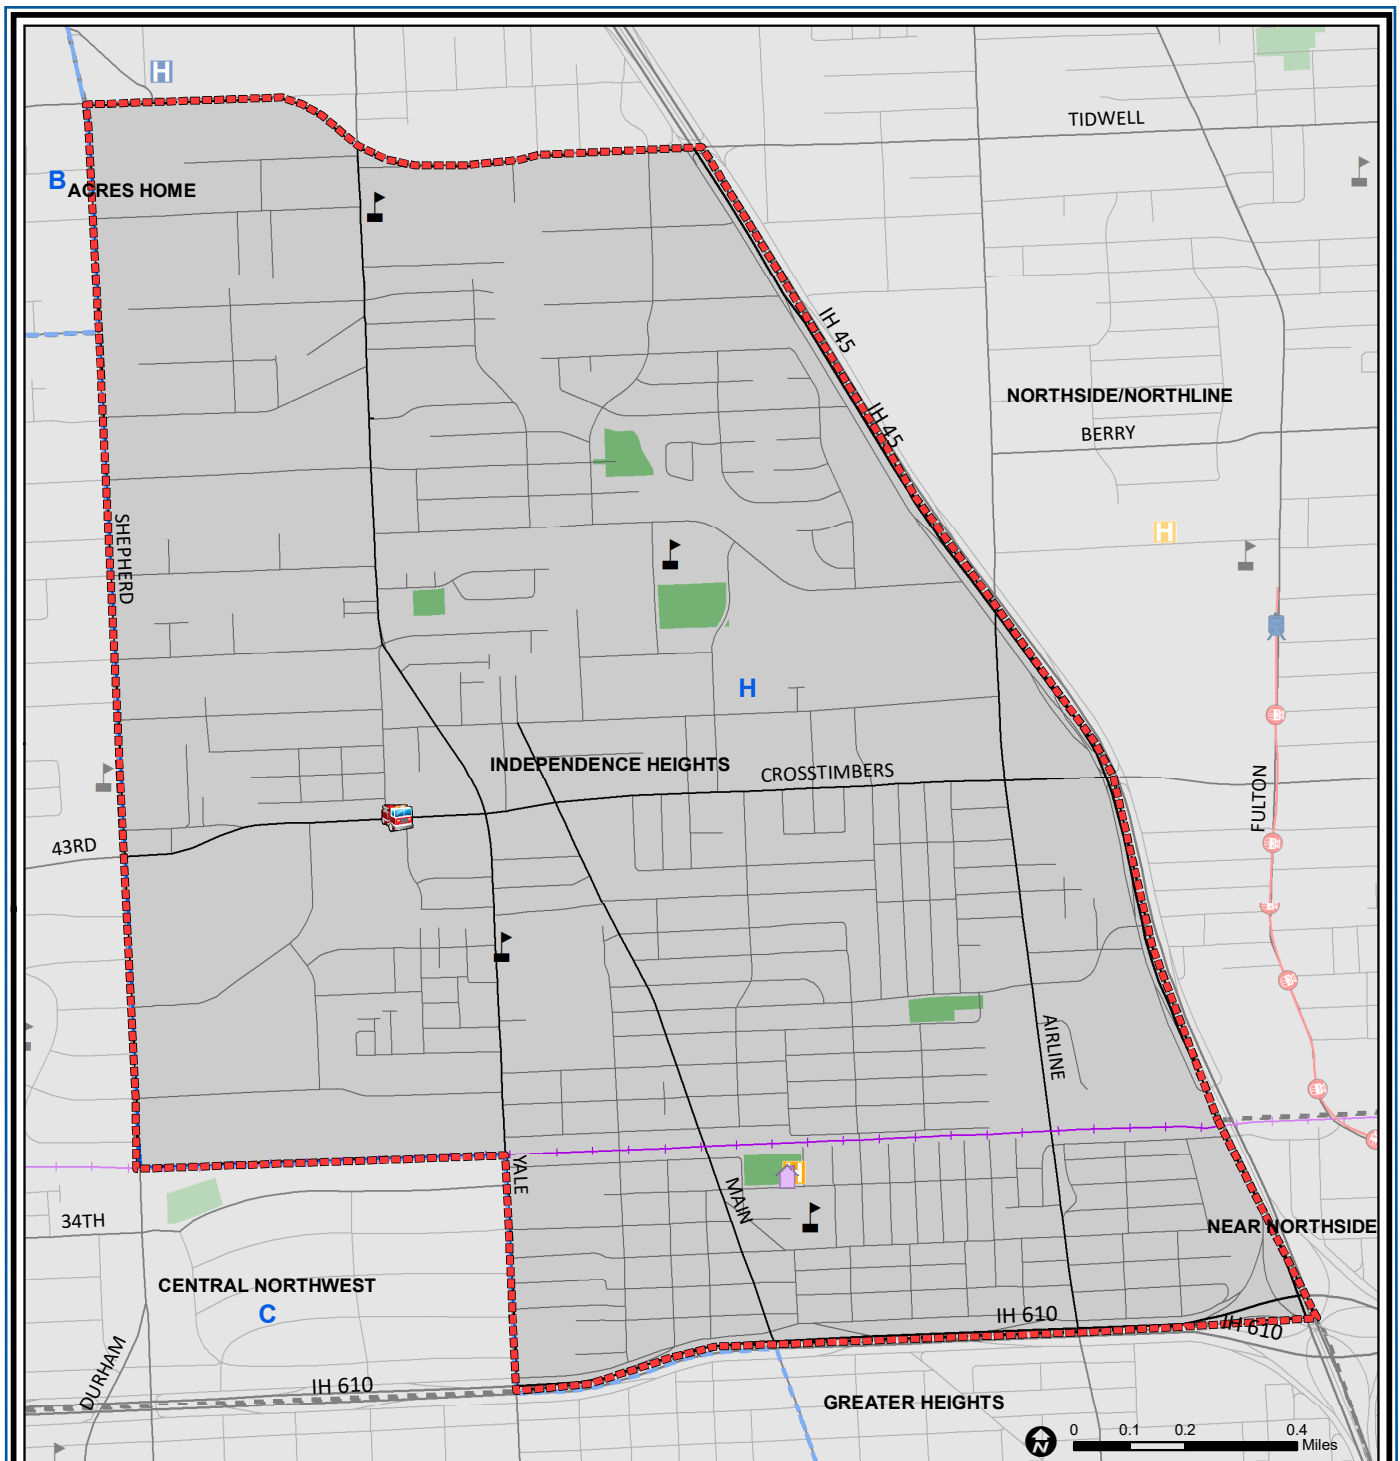 H
TIDWELL
B
ACRES HOME
IH 45
NORTHSIDE/NORTHLINE
IH 45
BERRY
SHEPHERD
H
H
INDEPENDENCE HEIGHTS
CROSSTIMBERS
FULTON
43RD
AIRLINE
YALE
MAIN
34TH
NEAR NORTHSIDE
CENTRAL NORTHWEST
C
IH 610
IH 610
DURHAM
IH 610
GREATER HEIGHTS
N
0 0.1 0.2 0.4
Miles